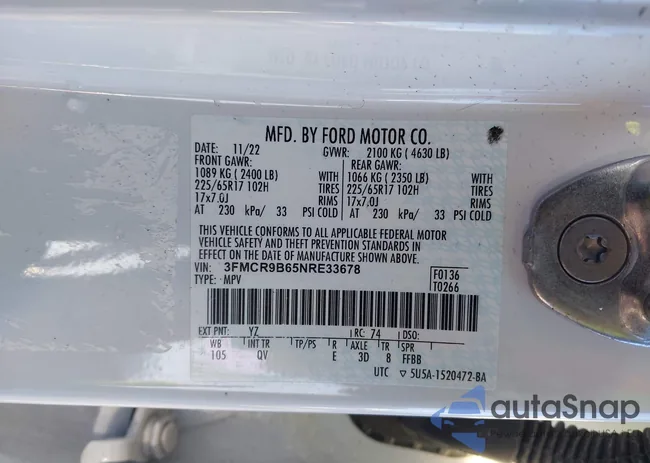 MFD. BY FORD MOTOR CO.
DATE: 11/22 GVWR: 2100 KG ( 4630 LB)
FRONT GAWR: REAR GAWR:
1089 KG ( 2400 LB) WITH 1066 KG ( 2350 LB) WITH
225/65R17 102H TIRES 225/65R17 102H TIRES
17x7.0J RIMS 17x7.0J RIMS
AT 230 kPa/ 33 PSI COLD AT 230 kPa/ 33 PSI COLD
THIS VEHICLE CONFORMS TO ALL APPLICABLE FEDERAL MOTOR
VEHICLE SAFETY AND THEFT PREVENTION STANDARDS IN
EFFECT ON THE DATE OF MANUFACTURE SHOWN ABOVE.
VIN: 3FMCR9B65NRE33678 F0136
TYPE: MPV T0266
EXT PNT: YZ RC: 74 DSO:
WB INT TR TP/PS R AXLE TR SPR
105 QV E 3D 8 FFBB
UTC ▽ 5U5A-1520472-BA
autaSnap